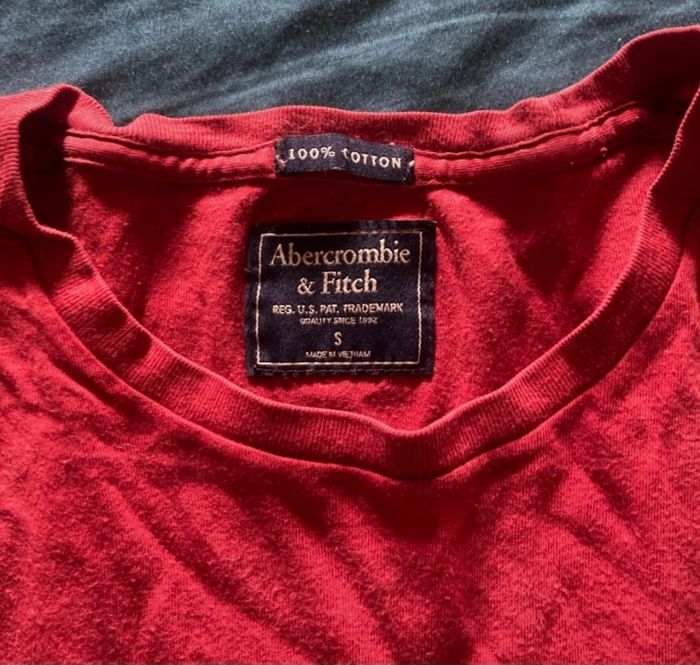 100% COTTON
Abercrombie
& Fitch
REG. U.S. PAT. TRADEMARK
QUALITY SINCE 1892
S
MADE IN VIETNAM